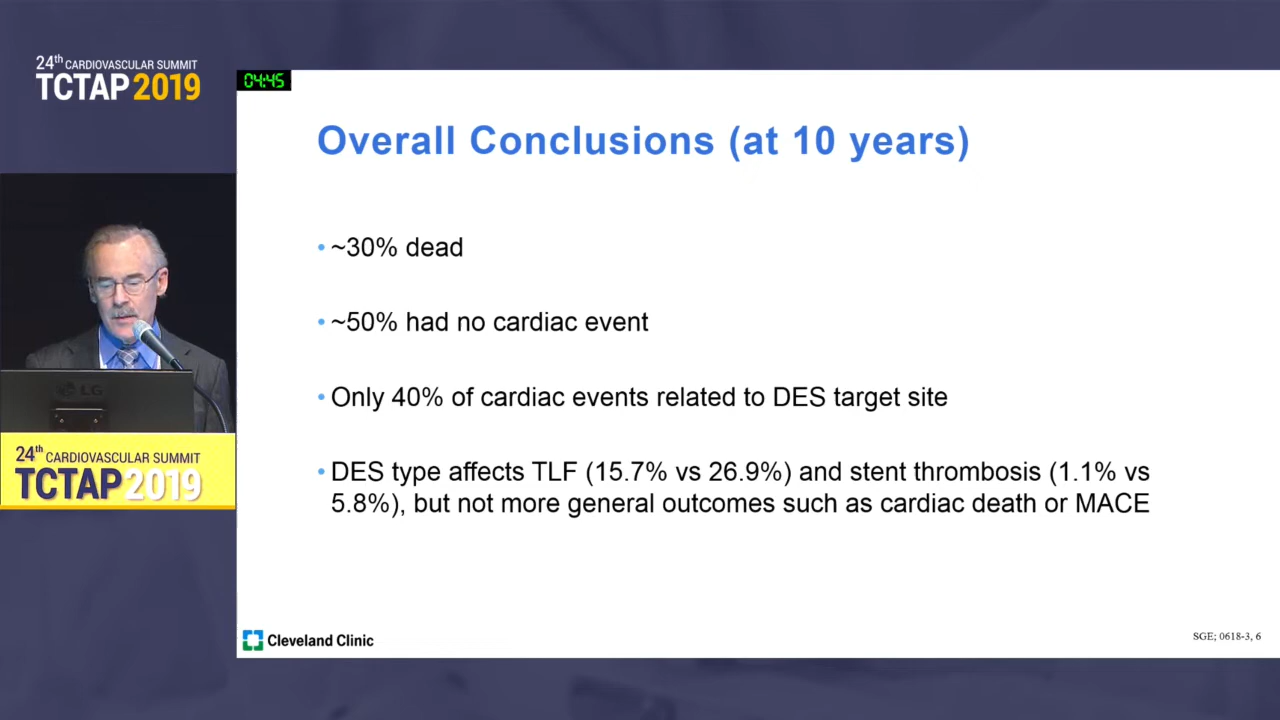 24th CARDIOVASCULAR SUMMIT
TCTAP 2019
04:45
Overall Conclusions (at 10 years)
• ~30% dead
• ~50% had no cardiac event
• Only 40% of cardiac events related to DES target site
• DES type affects TLF (15.7% vs 26.9%) and stent thrombosis (1.1% vs
5.8%), but not more general outcomes such as cardiac death or MACE
LG
24th CARDIOVASCULAR SUMMIT
TCTAP 2019
Cleveland Clinic
SGE; 0618-3, 6